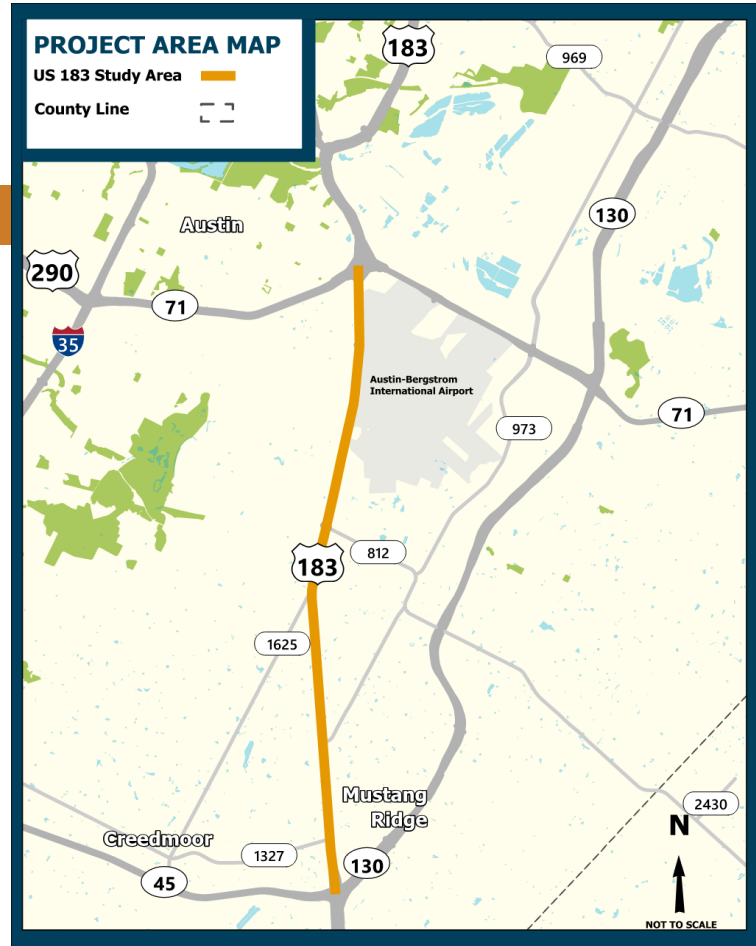 PROJECT AREA MAP
US 183 Study Area
County Line
183
969
130
Austin
290
71
35
Austin-Bergstrom
International Airport
71
973
812
183
1625
Mustang
Ridge
2430
N
Creedmoor
1327
130
45
NOT TO SCALE